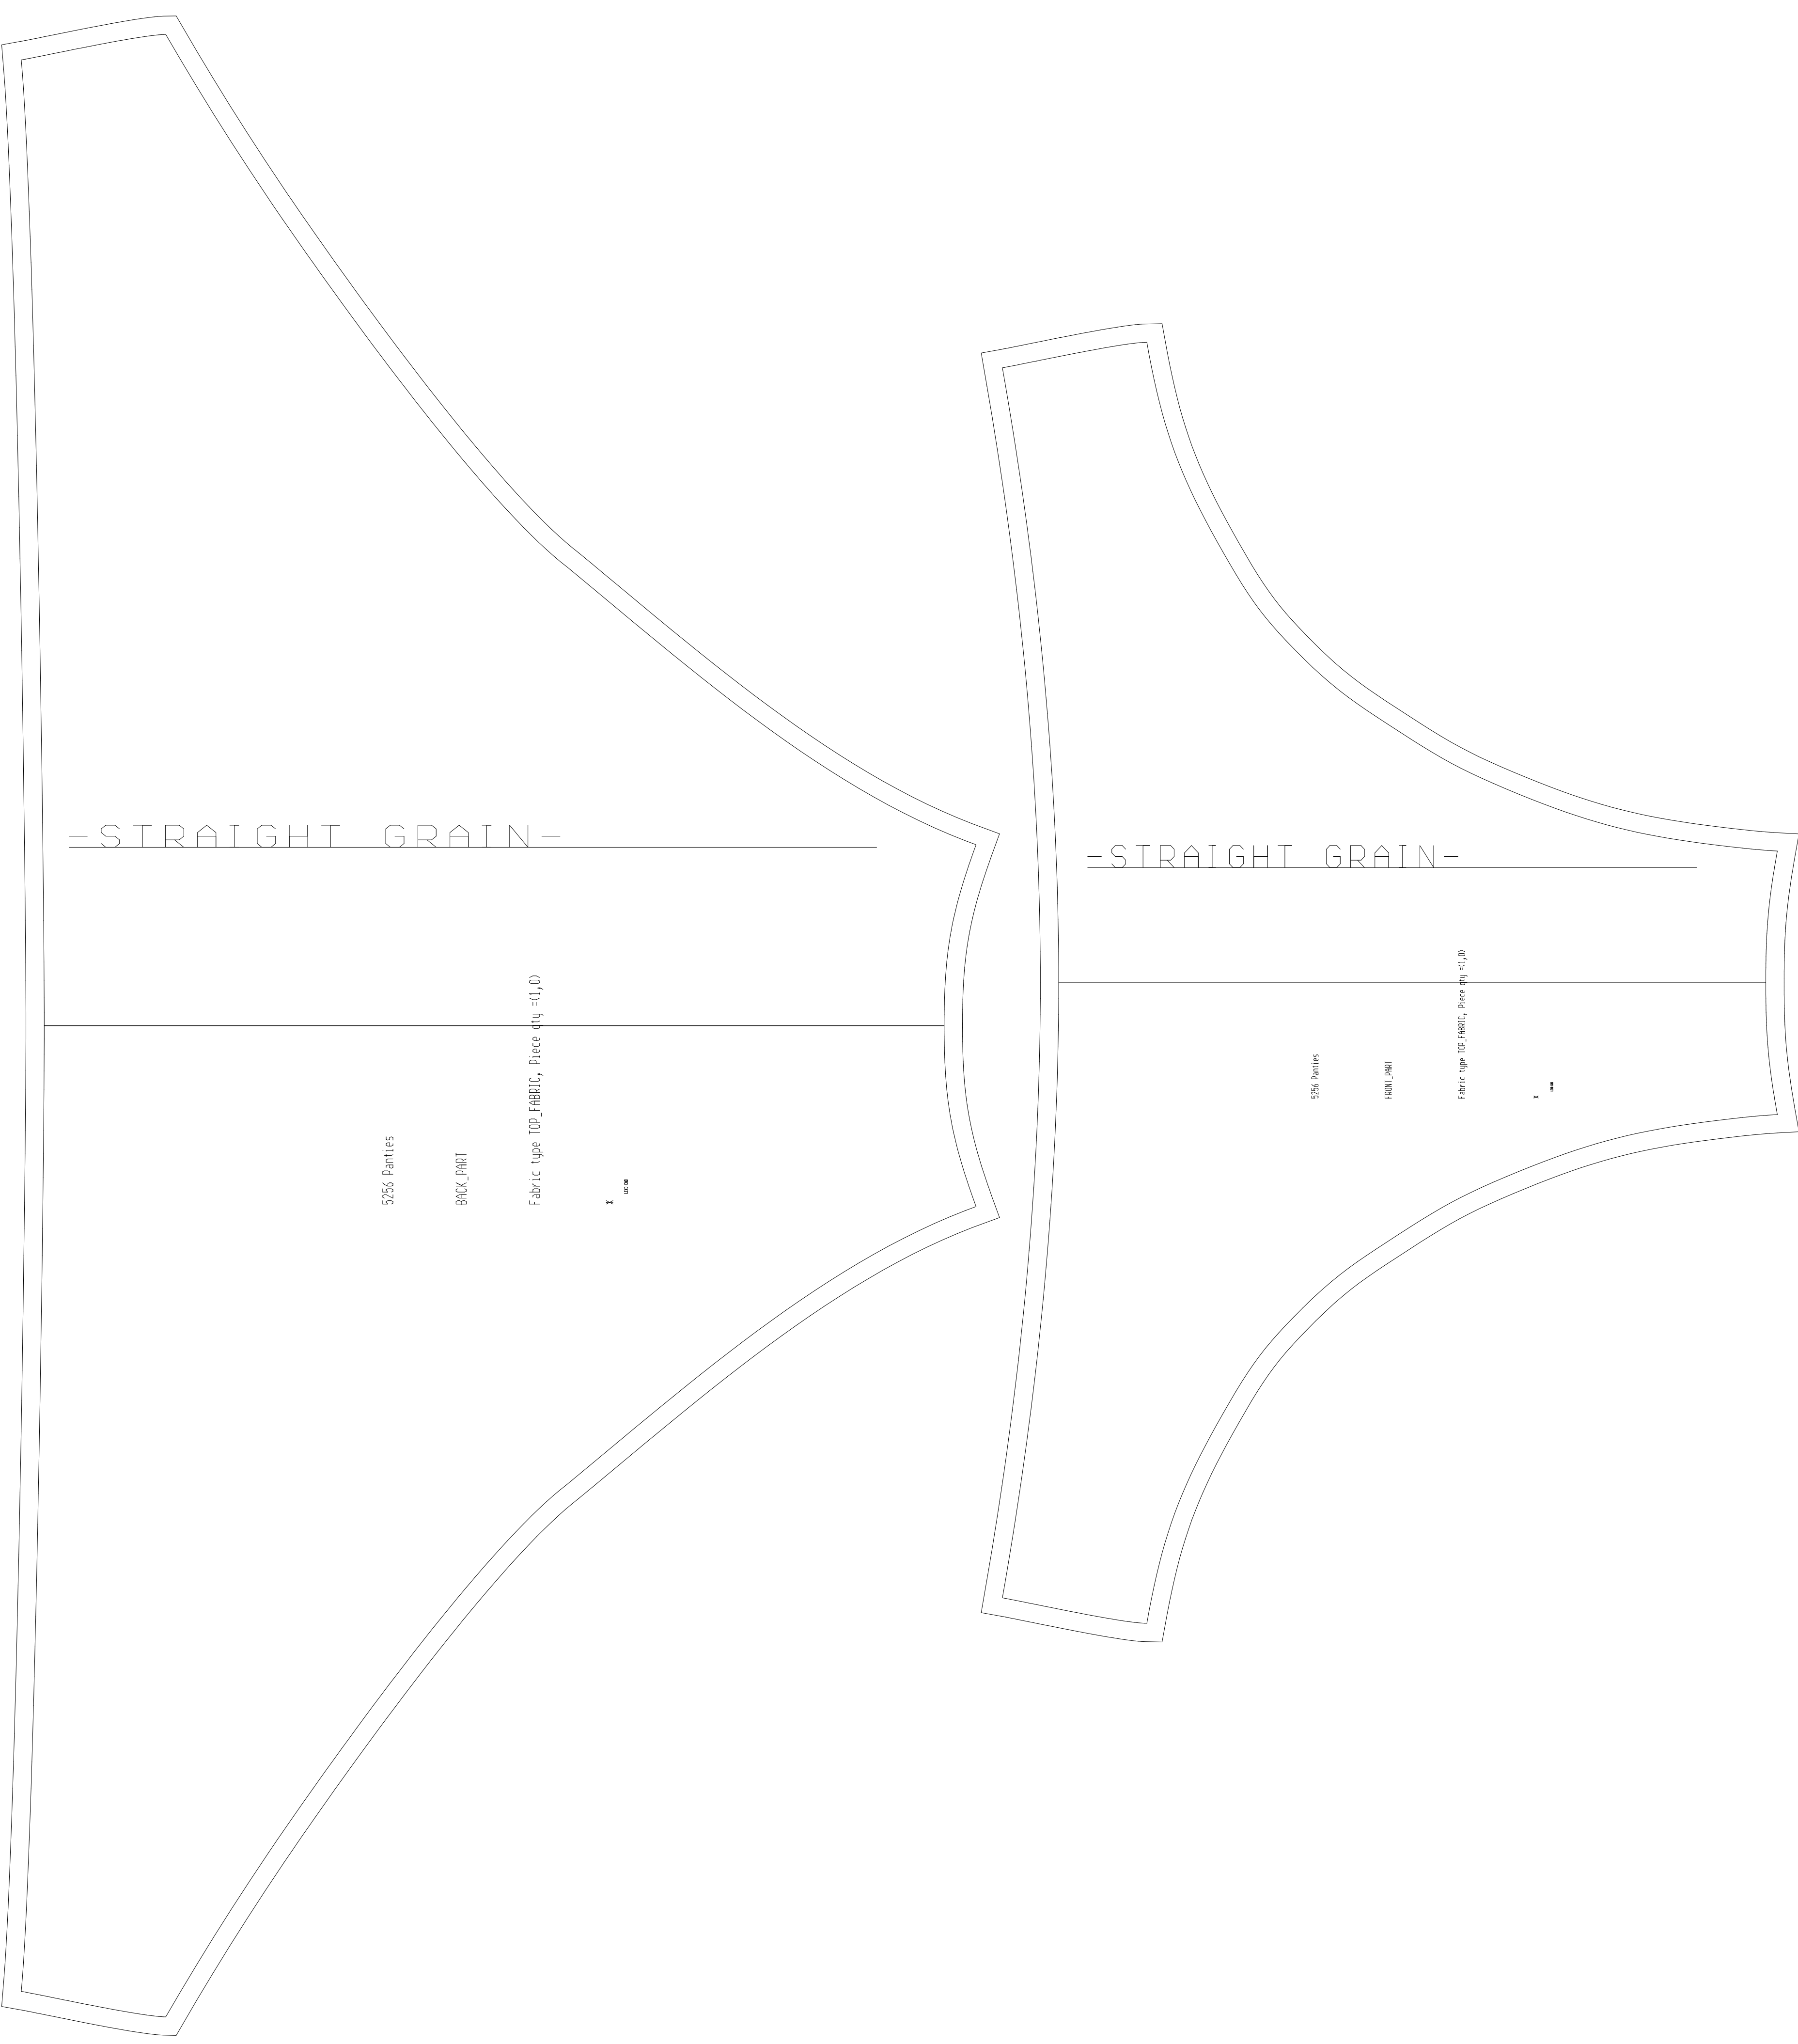 -STRAIGHT GRAIN-
5256 Panties
BACK_PART
Fabric type TOP_FABRIC, Piece qty =(1,0)
-STRAIGHT GRAIN-
5256 Panties
FRONT_PART
Fabric type TOP_FABRIC, Piece qty =(1,0)